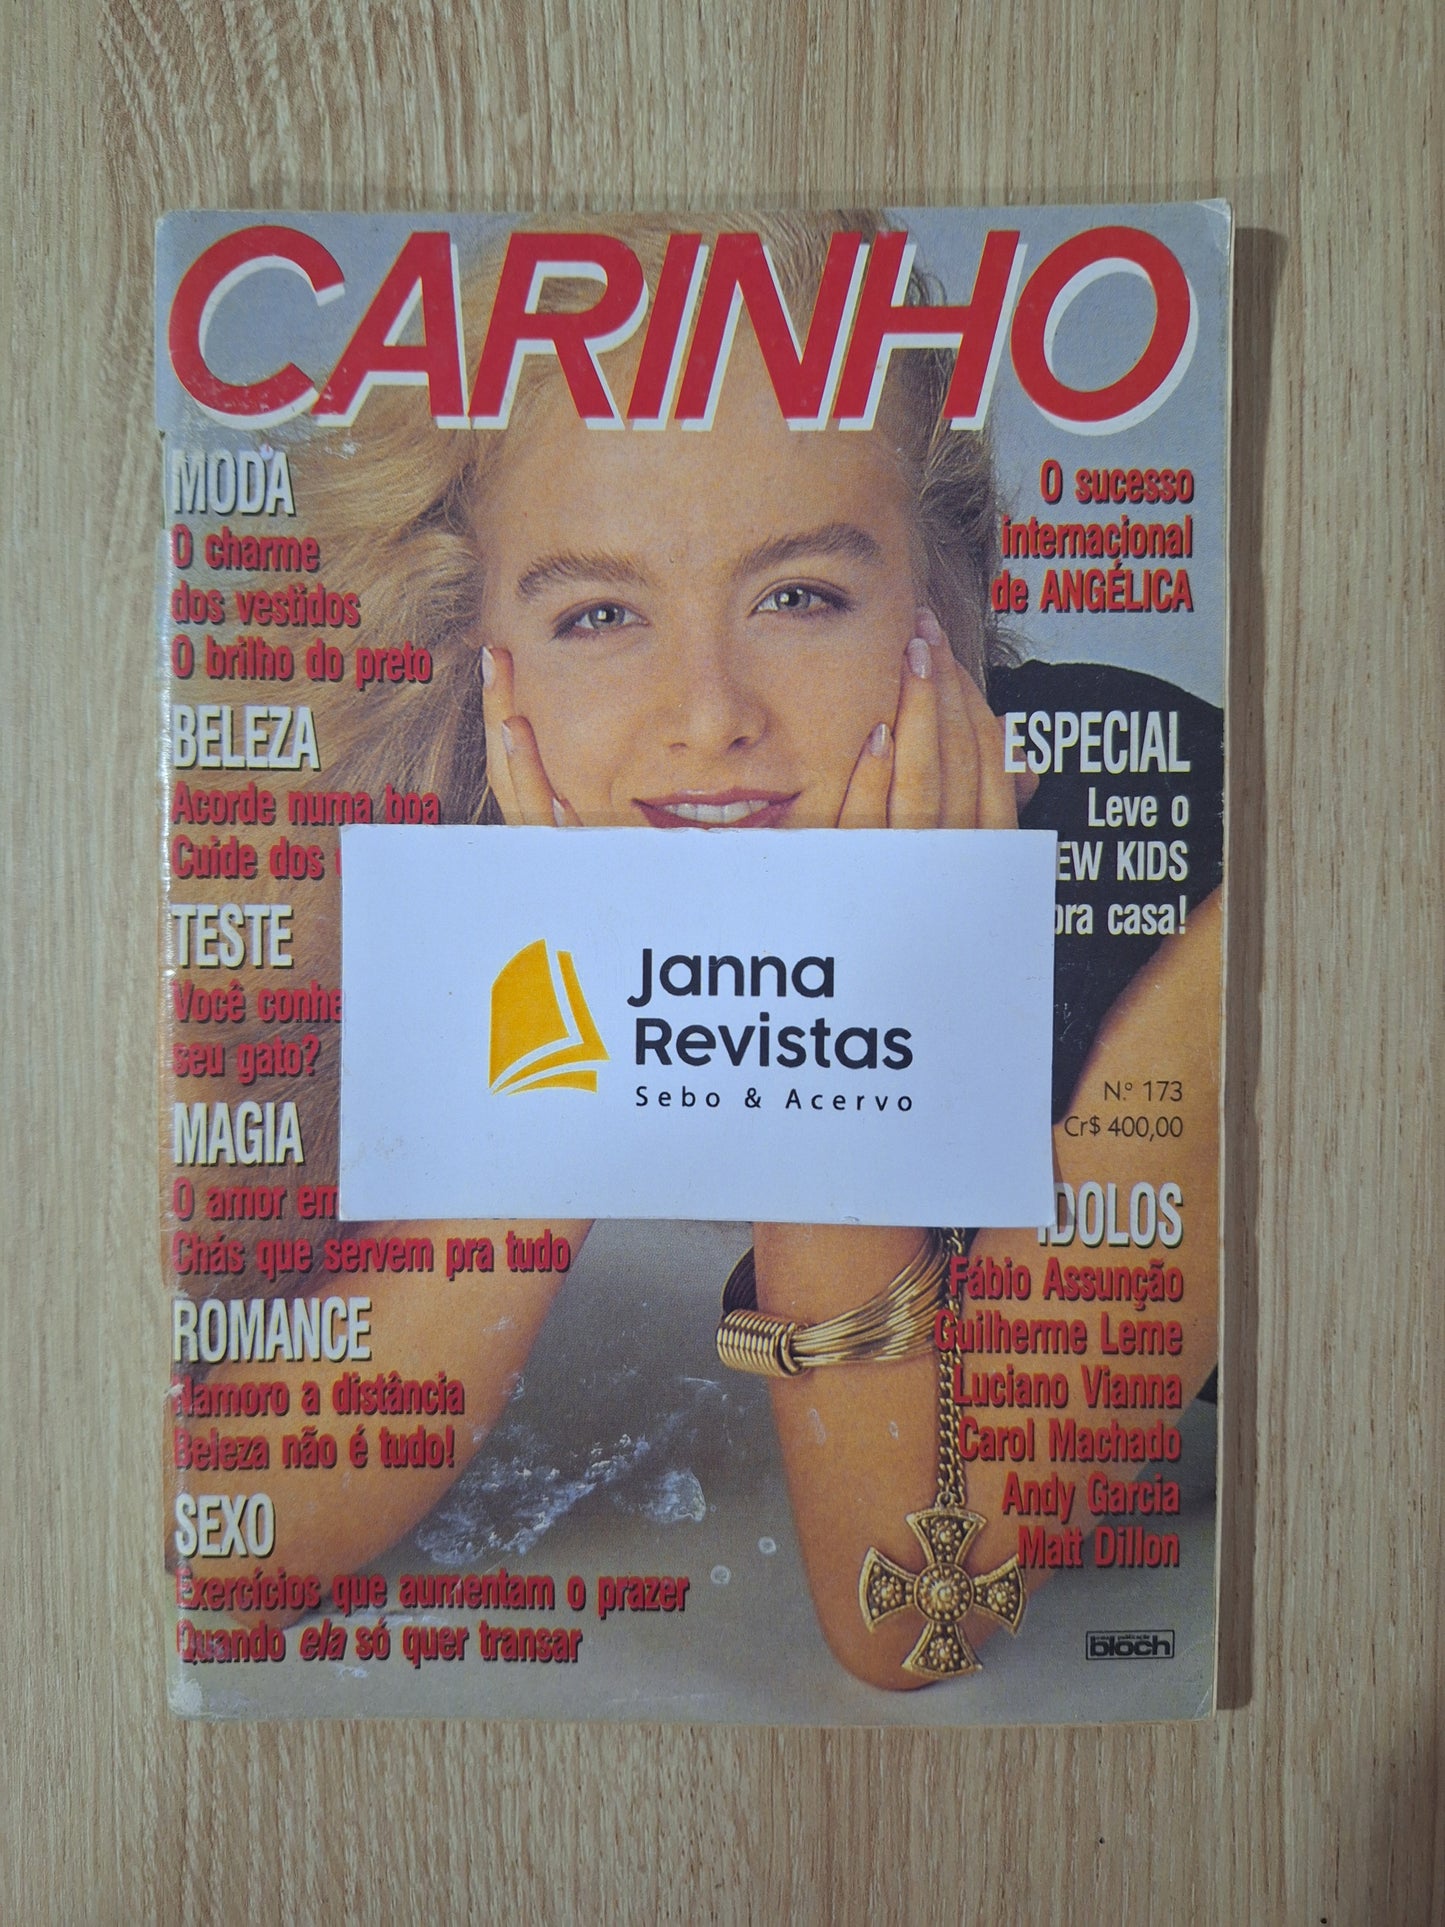 CARINHO
MODA
O charme
dos vestidos
O brilho do preto
BELEZA
Acorde numa boa
Cuide dos
TESTE
Você
seu gato?
MAGIA
O amor em
Chás que servem pra tudo
ROMANCE
Namoro a distância
Beleza não é tudo!
SEXO
Exercícios que aumentam o prazer
Quando ela só quer transar
O sucesso
internacional
de ANGÉLICA
ESPECIAL
Leve o
EW KIDS
pra casa!
Janna
Revistas
Sebo & Acervo
N.º 173
Cr$ 400,00
ÍDOLOS
Fábio Assunção
Guilherme Leme
Luciano Vianna
Carol Machado
Andy Garcia
Matt Dillon
bloch